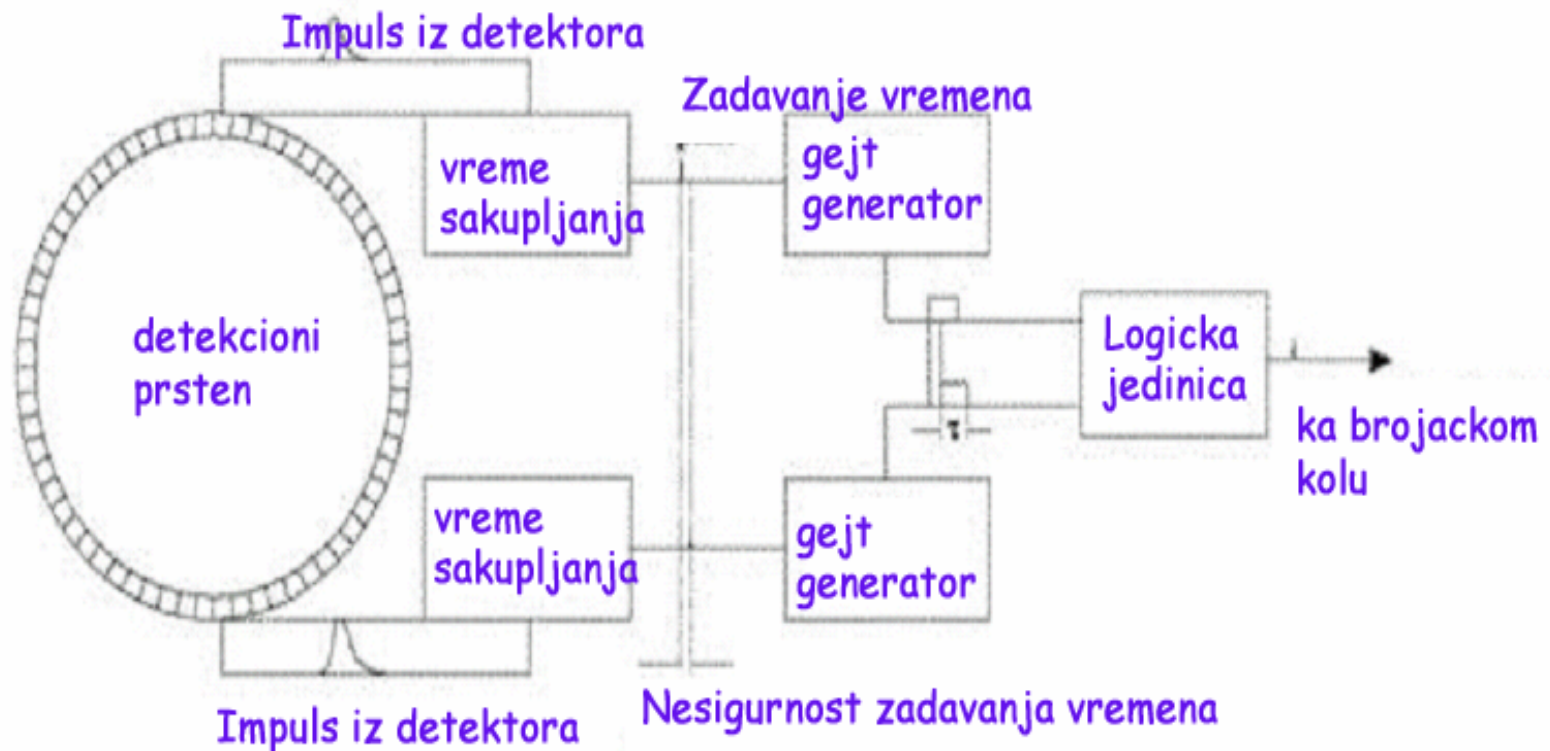 Impuls iz detektora
Zadavanje vremena
vreme
sakupljanja
gejt
generator
detekcioni
prsten
Logicka
jedinica
τ
ka brojackom
kolu
vreme
sakupljanja
gejt
generator
Impuls iz detektora
Nesigurnost zadavanja vremena